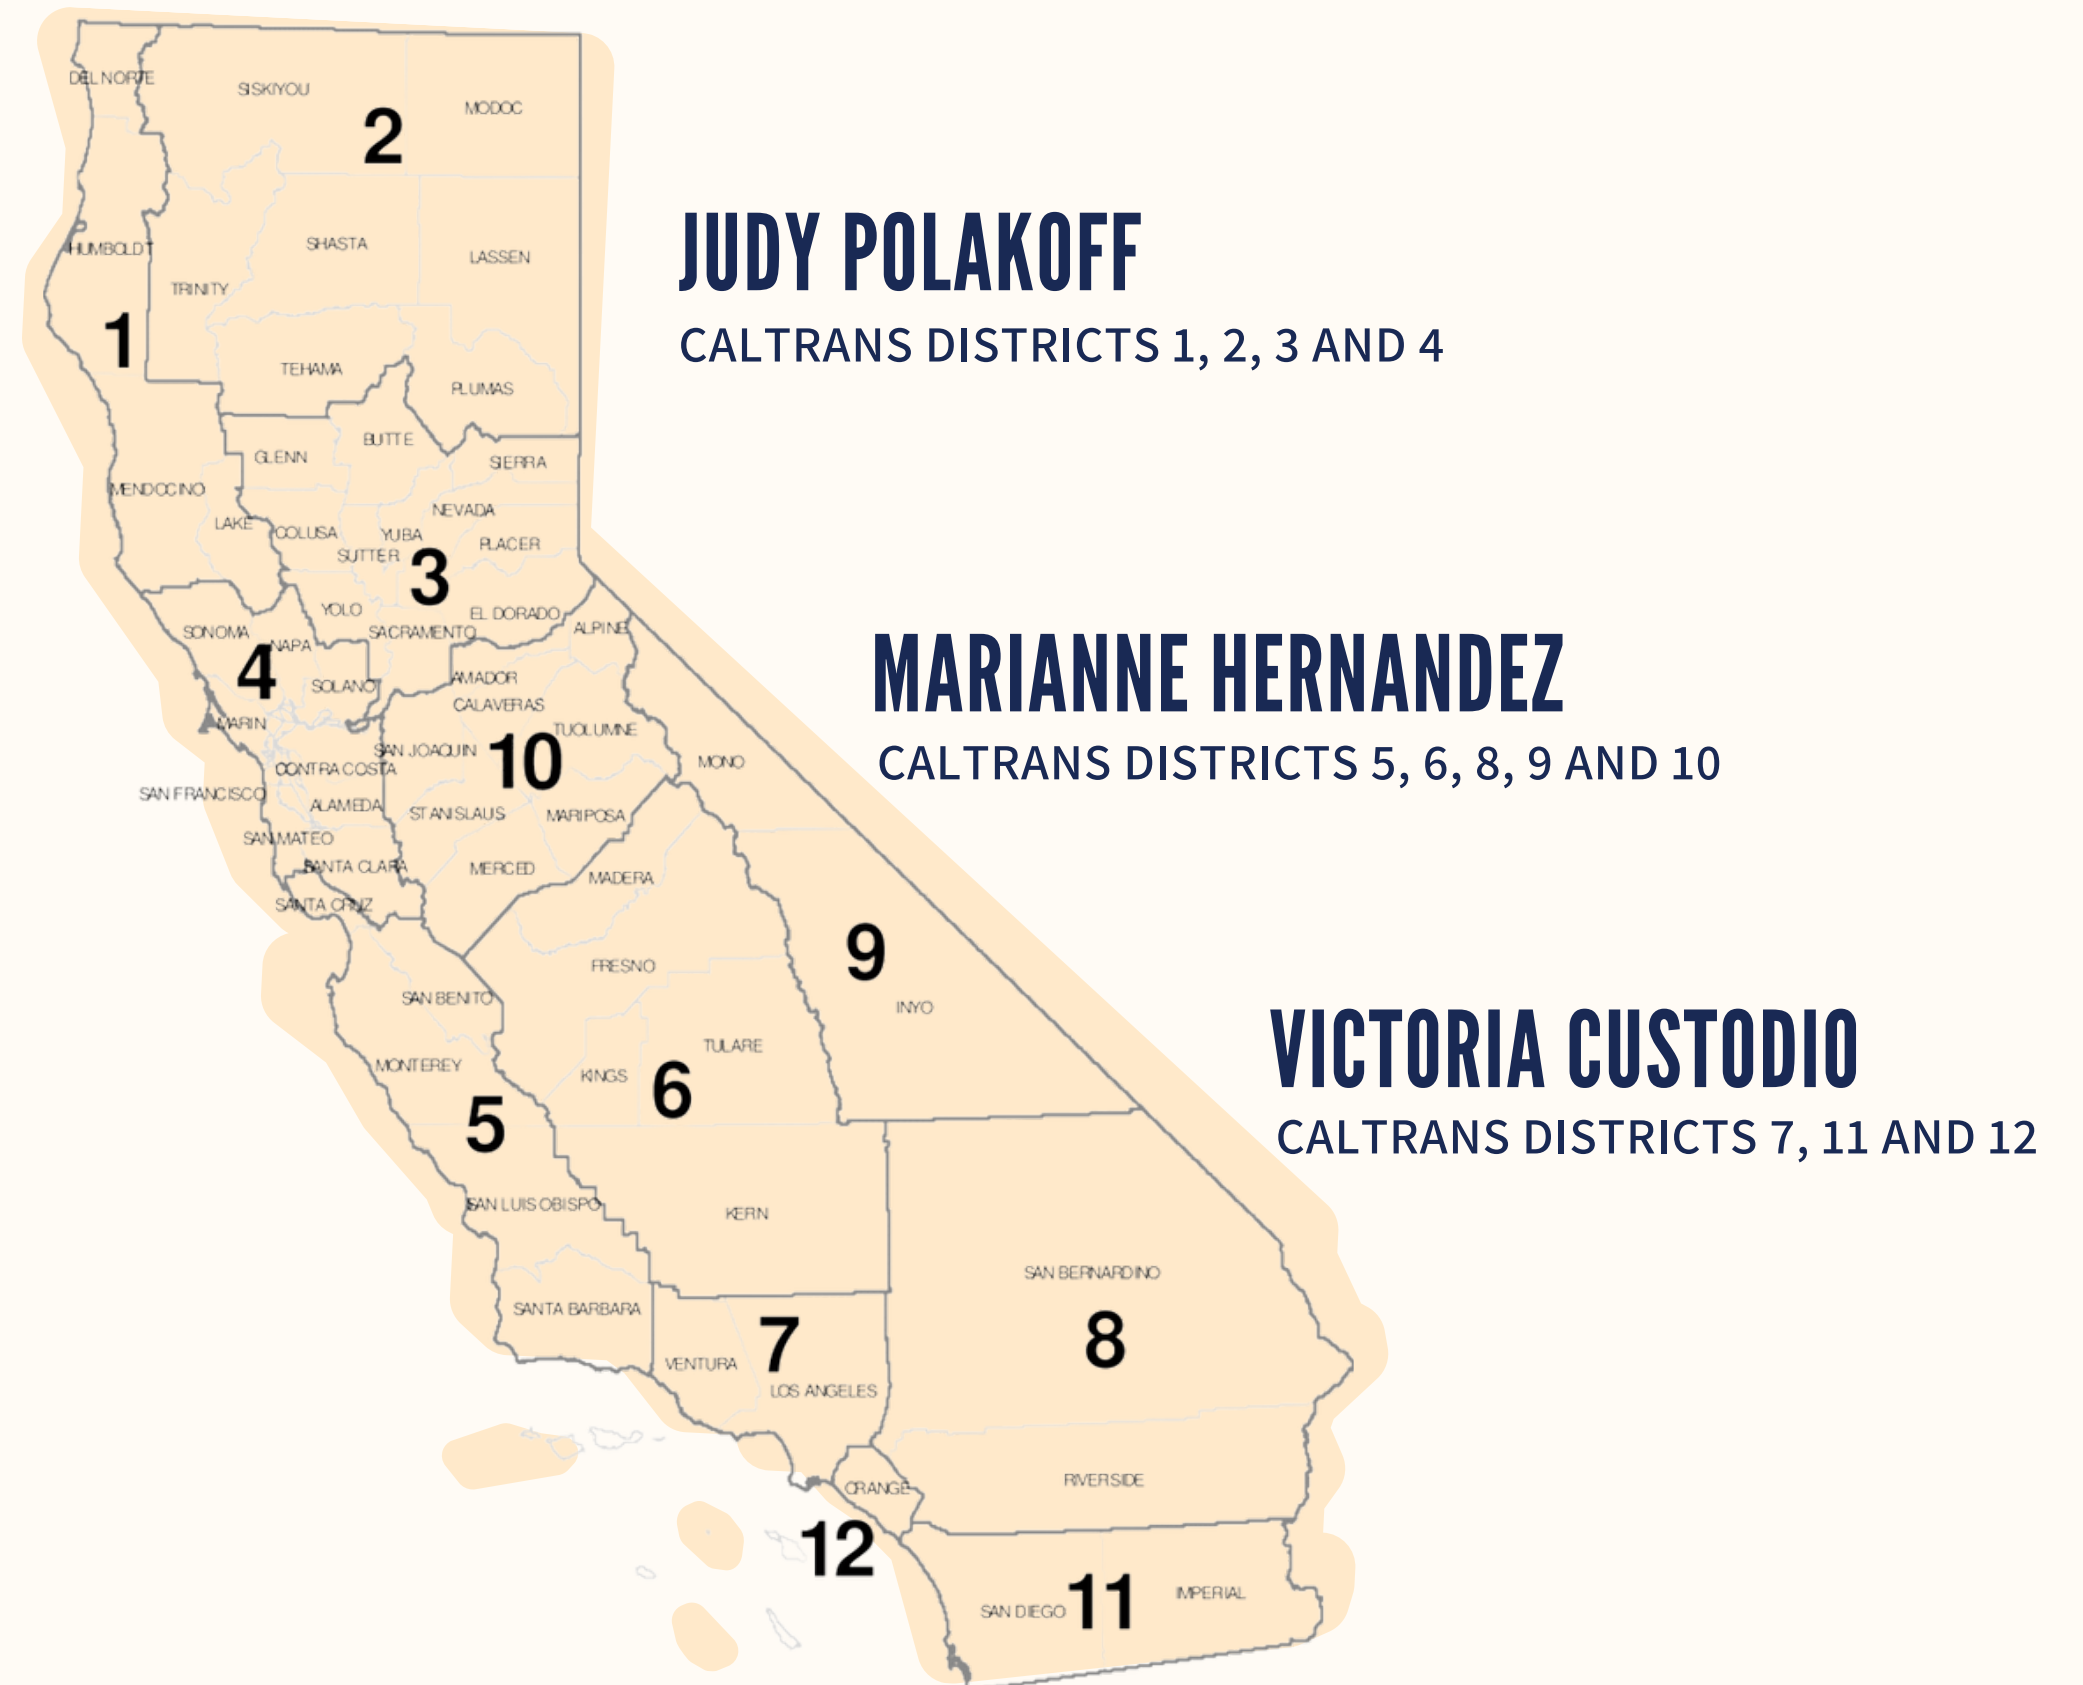 DEL NORTE
SISKIYOU
MODOC
2
JUDY POLAKOFF
CALTRANS DISTRICTS 1, 2, 3 AND 4
HUMBOLDT
SHASTA
LASSEN
TRINITY
1
TEHAMA
PLUMAS
BUTTE
GLENN
SIERRA
MENDOCINO
NEVADA
LAKE
COLUSA
YUBA
PLACER
SUTTER
3
YOLO
EL DORADO
SONOMA
SACRAMENTO
ALPINE
NAPA
4
SOLANO
AMADOR
CALAVERAS
MARIN
TUOLUMNE
MARIANNE HERNANDEZ
CALTRANS DISTRICTS 5, 6, 8, 9 AND 10
SAN JOAQUIN
10
MONO
CONTRA COSTA
SAN FRANCISCO
ALAMEDA
STANISLAUS
MARIPOSA
SAN MATEO
SANTA CLARA
MERCED
MADERA
SANTA CRUZ
9
FRESNO
SAN BENITO
INYO
VICTORIA CUSTODIO
CALTRANS DISTRICTS 7, 11 AND 12
TULARE
MONTEREY
KINGS
6
5
SAN LUIS OBISPO
KERN
SAN BERNARDINO
SANTA BARBARA
7
8
VENTURA
LOS ANGELES
RIVERSIDE
ORANGE
12
11
IMPERIAL
SAN DIEGO